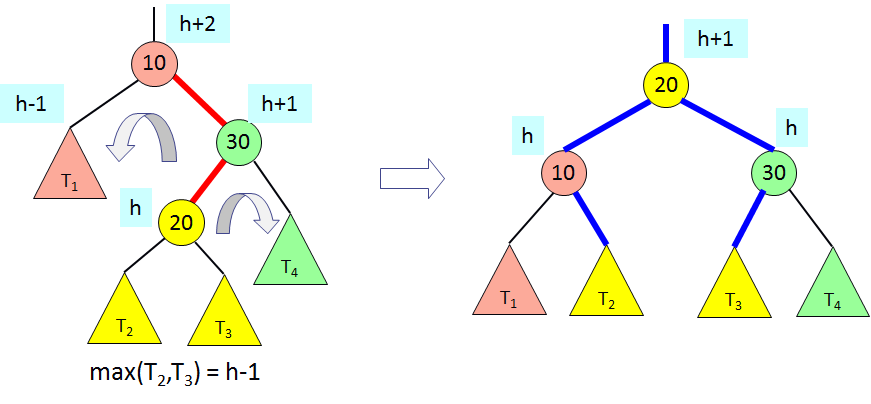 h+2
10
h-1
h+1
30
T1
h
20
T4
T2
T3
max(T2,T3) = h-1
h+1
20
h
h
10
30
T1
T2
T3
T4